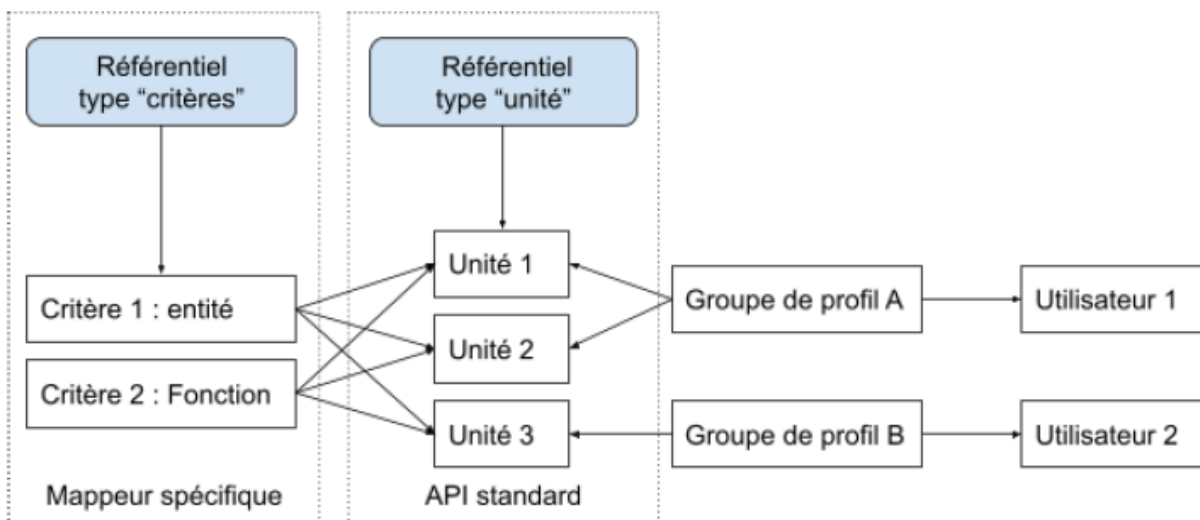 Référentiel
type “critères”
Référentiel
type “unité”
Unité 1
Critère 1 : entité
Groupe de profil A
Utilisateur 1
Unité 2
Critère 2 : Fonction
Unité 3
Groupe de profil B
Utilisateur 2
Mappeur spécifique
API standard